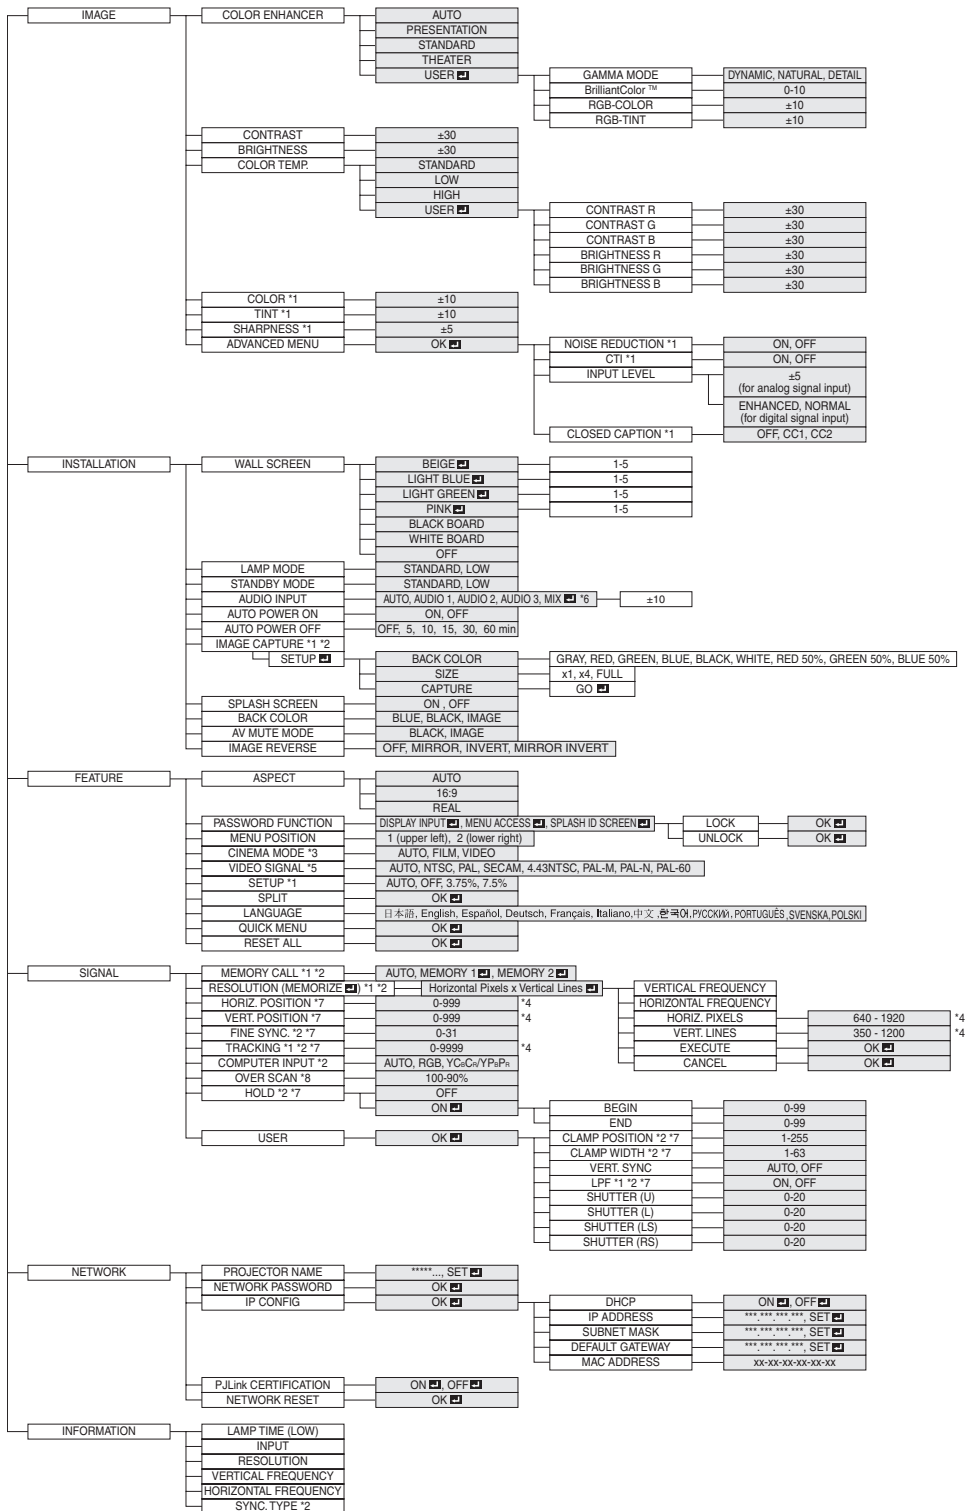 IMAGE COLOR ENHANCER AUTO
PRESENTATION
STANDARD
THEATER
USER GAMMA MODE DYNAMIC, NATURAL, DETAIL
BrilliantColor ™ 0-10
RGB-COLOR ±10
RGB-TINT ±10
CONTRAST ±30
BRIGHTNESS ±30
COLOR TEMP. STANDARD
LOW
HIGH
USER CONTRAST R ±30
CONTRAST G ±30
CONTRAST B ±30
BRIGHTNESS R ±30
BRIGHTNESS G ±30
BRIGHTNESS B ±30
COLOR *1 ±10
TINT *1 ±10
SHARPNESS *1 ±5
ADVANCED MENU OK NOISE REDUCTION *1 ON, OFF
CTI *1 ON, OFF
INPUT LEVEL ±5
(for analog signal input)
ENHANCED, NORMAL
(for digital signal input)
CLOSED CAPTION *1 OFF, CC1, CC2
INSTALLATION WALL SCREEN BEIGE 1-5
LIGHT BLUE 1-5
LIGHT GREEN 1-5
PINK 1-5
BLACK BOARD
WHITE BOARD
OFF
LAMP MODE STANDARD, LOW
STANDBY MODE STANDARD, LOW
AUDIO INPUT AUTO, AUDIO 1, AUDIO 2, AUDIO 3, MIX *6 ±10
AUTO POWER ON ON, OFF
AUTO POWER OFF OFF, 5, 10, 15, 30, 60 min
IMAGE CAPTURE *1 *2
SETUP BACK COLOR GRAY, RED, GREEN, BLUE, BLACK, WHITE, RED 50%, GREEN 50%, BLUE 50%
SIZE x1, x4, FULL
CAPTURE GO
SPLASH SCREEN ON , OFF
BACK COLOR BLUE, BLACK, IMAGE
AV MUTE MODE BLACK, IMAGE
IMAGE REVERSE OFF, MIRROR, INVERT, MIRROR INVERT
FEATURE ASPECT AUTO
16:9
REAL
PASSWORD FUNCTION DISPLAY INPUT , MENU ACCESS , SPLASH ID SCREEN LOCK OK
UNLOCK OK
MENU POSITION 1 (upper left), 2 (lower right)
CINEMA MODE *3 AUTO, FILM, VIDEO
VIDEO SIGNAL *5 AUTO, NTSC, PAL, SECAM, 4.43NTSC, PAL-M, PAL-N, PAL-60
SETUP *1 AUTO, OFF, 3.75%, 7.5%
SPLIT OK
LANGUAGE 日本語, English, Español, Deutsch, Français, Italiano,中文 ,한국어,РУССКИЙ, PORTUGUÊS ,SVENSKA,POLSKI
QUICK MENU OK
RESET ALL OK
SIGNAL MEMORY CALL *1 *2 AUTO, MEMORY 1 , MEMORY 2
RESOLUTION (MEMORIZE ) *1 *2 Horizontal Pixels x Vertical Lines VERTICAL FREQUENCY
HORIZONTAL FREQUENCY
HORIZ. POSITION *7 0-999 *4 HORIZ. PIXELS 640 - 1920 *4
VERT. POSITION *7 0-999 *4 VERT. LINES 350 - 1200 *4
FINE SYNC. *2 *7 0-31 EXECUTE OK
TRACKING *1 *2 *7 0-9999 *4 CANCEL OK
COMPUTER INPUT *2 AUTO, RGB, YCBCR/YPBPR
OVER SCAN *8 100-90%
HOLD *2 *7 OFF
ON BEGIN 0-99
END 0-99
USER OK CLAMP POSITION *2 *7 1-255
CLAMP WIDTH *2 *7 1-63
VERT. SYNC AUTO, OFF
LPF *1 *2 *7 ON, OFF
SHUTTER (U) 0-20
SHUTTER (L) 0-20
SHUTTER (LS) 0-20
SHUTTER (RS) 0-20
NETWORK PROJECTOR NAME *****..., SET
NETWORK PASSWORD OK
IP CONFIG OK DHCP ON , OFF
IP ADDRESS ***.***.***.***, SET
SUBNET MASK ***.***.***.***, SET
DEFAULT GATEWAY ***.***.***.***, SET
MAC ADDRESS xx-xx-xx-xx-xx-xx
PJLink CERTIFICATION ON , OFF
NETWORK RESET OK
INFORMATION LAMP TIME (LOW)
INPUT
RESOLUTION
VERTICAL FREQUENCY
HORIZONTAL FREQUENCY
SYNC. TYPE *2